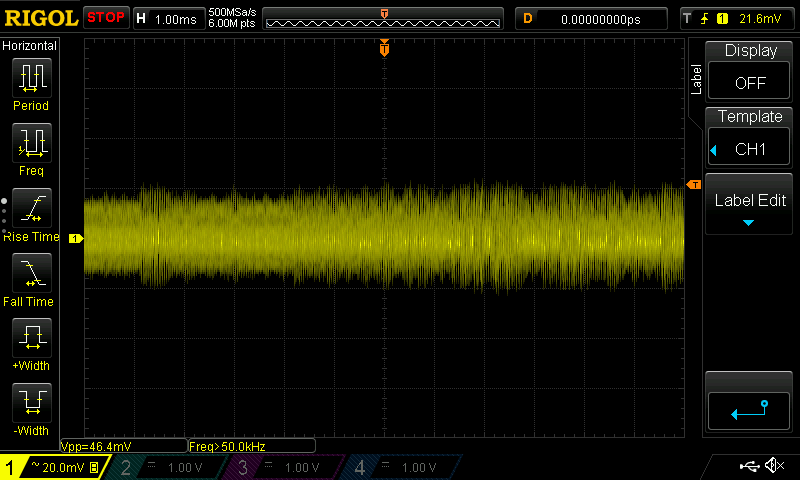 RIGOL STOP H 1.00ms 500MSa/s 6.00M pts D 0.00000000ps T 1 21.6mV
T
Horizontal
Period
Freq
Rise Time
Fall Time
+Width
-Width
T
1
T
Label
Display
OFF
Template
CH1
Label Edit
Vpp=46.4mV Freq>50.0kHz
1 ~ 20.0mV B 2 1.00 V 3 1.00 V 4 1.00 V